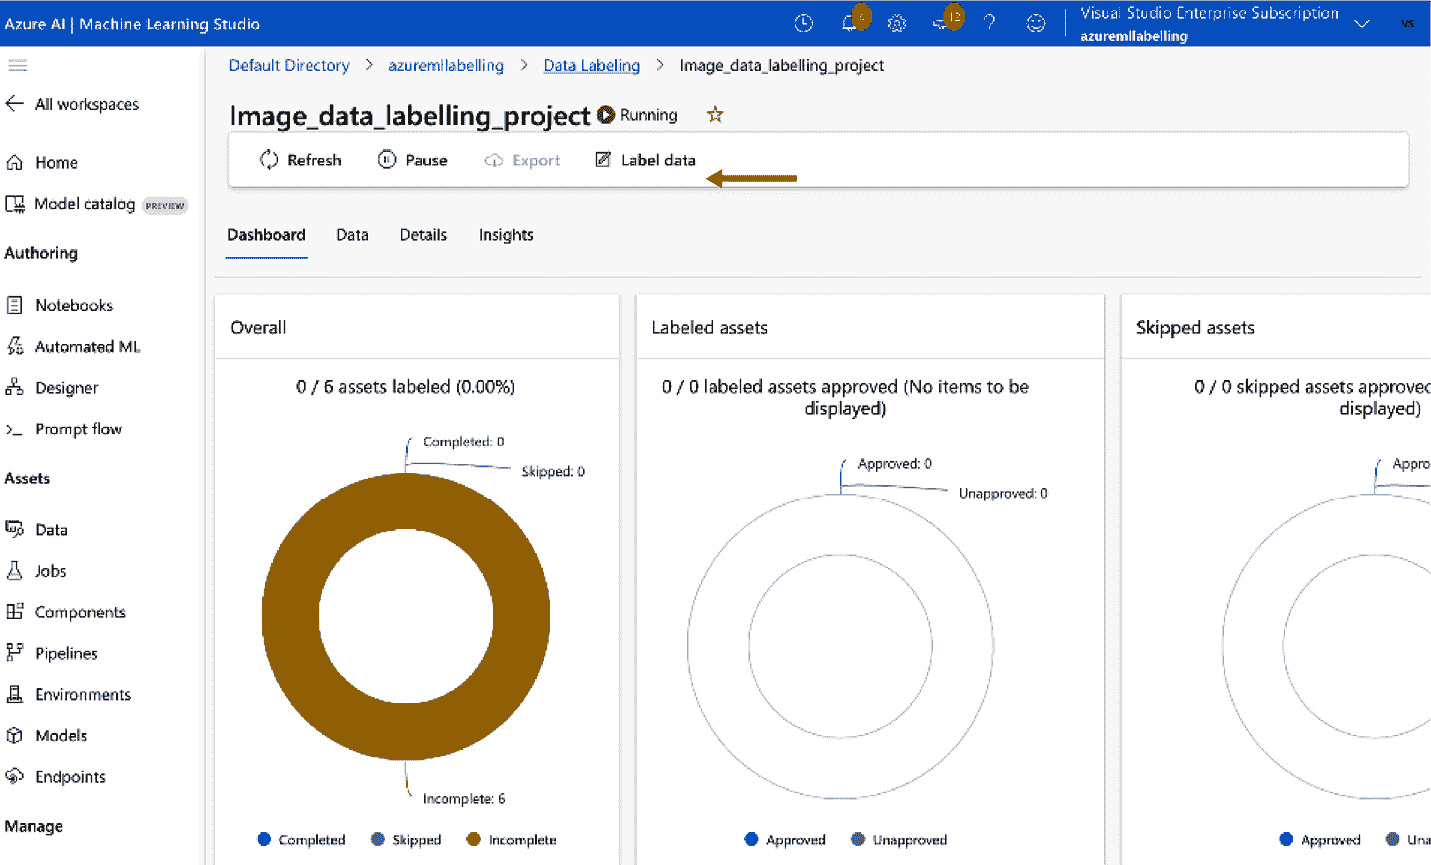 Azure AI | Machine Learning Studio
12
Visual Studio Enterprise Subscription
azuremllabelling
VS
Default Directory > azuremllabelling > Data Labeling > Image_data_labelling_project
All workspaces
Home
Model catalog PREVIEW
Authoring
Notebooks
Automated ML
Designer
Prompt flow
Assets
Data
Jobs
Components
Pipelines
Environments
Models
Endpoints
Manage
Image_data_labelling_project Running
Refresh Pause Export Label data
Dashboard Data Details Insights
Overall
0 / 6 assets labeled (0.00%)
Completed: 0
Skipped: 0
Incomplete: 6
Completed Skipped Incomplete
Labeled assets
0 / 0 labeled assets approved (No items to be
displayed)
Approved: 0
Unapproved: 0
Approved Unapproved
Skipped assets
0 / 0 skipped assets approvec
displayed)
Appro
Approved Una